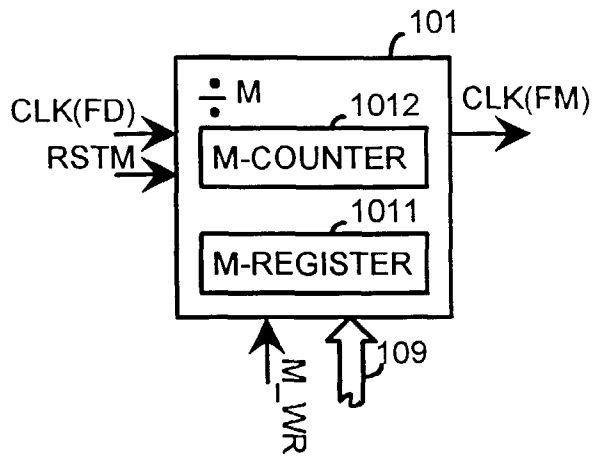 101
÷ M
CLK(FD)
CLK(FM)
1012
RSTM
M-COUNTER
1011
M-REGISTER
109
M_WR